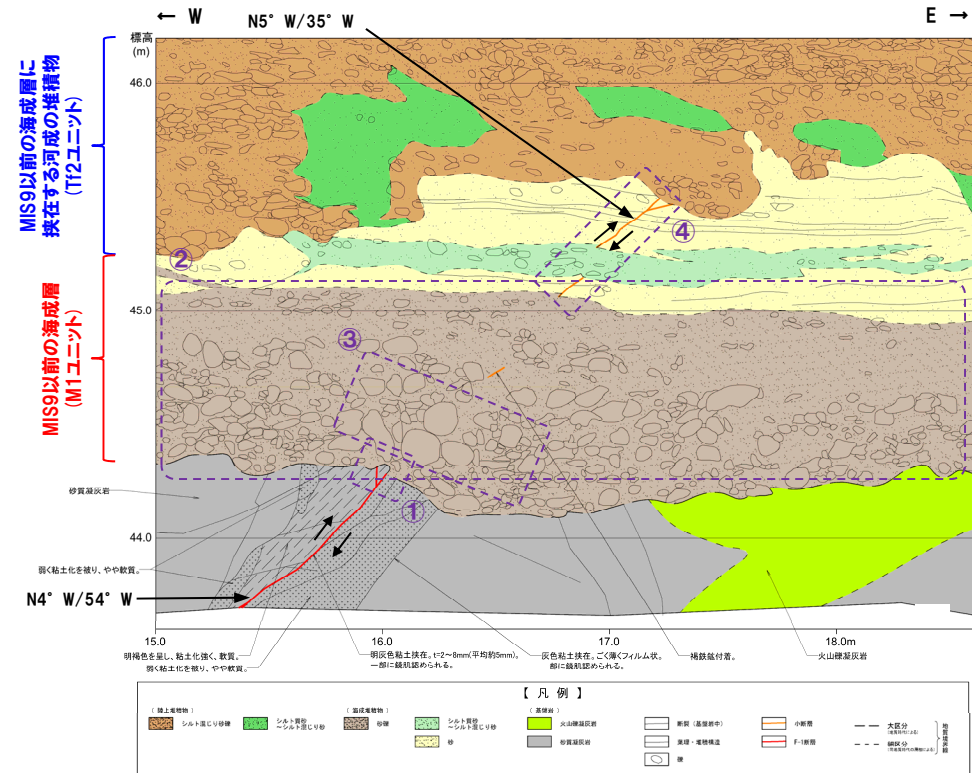 ← W
N5° W/35° W
E →
標高
(m)
46.0
45.0
44.0
MIS9以前の海成層に
挟在する河成の堆積物
(Tf2ユニット)
MIS9以前の海成層
(M1ユニット)
②
④
③
①
砂質凝灰岩
弱く粘土化を被り、やや軟質。
N4° W/54° W
15.0
16.0
17.0
18.0m
明褐色を呈し、粘土化強く、軟質。
弱く粘土化を被り、やや軟質。
明灰色粘土挟在。t=2~8mm(平均約5mm)。
一部に鏡肌認められる。
灰色粘土挟在。ごく薄くフィルム状。
部に鏡肌認められる。
褐鉄鉱付着。
火山礫凝灰岩
【 凡 例 】
( 陸上堆積物 )
シルト混じり砂礫
シルト質砂
~シルト混じり砂
砂礫
シルト質砂
~シルト混じり砂
砂
( 基盤岩 )
火山礫凝灰岩
砂質凝灰岩
断裂 (基盤岩中)
葉理・堆積構造
礫
小断層
F-1断層
大区分
細区分
地質境界線